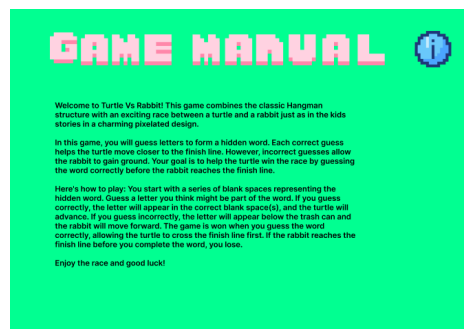 GAME MANUAL
i
Welcome to Turtle Vs Rabbit! This game combines the classic Hangman
structure with an exciting race between a turtle and a rabbit just as in the kids
stories in a charming pixelated design.
In this game, you will guess letters to form a hidden word. Each correct guess
helps the turtle move closer to the finish line. However, incorrect guesses allow
the rabbit to gain ground. Your goal is to help the turtle win the race by guessing
the word correctly before the rabbit reaches the finish line.
Here's how to play: You start with a series of blank spaces representing the
hidden word. Guess a letter you think might be part of the word. If you guess
correctly, the letter will appear in the correct blank space(s), and the turtle will
advance. If you guess incorrectly, the letter will appear below the trash can and
the rabbit will move forward. The game is won when you guess the word
correctly, allowing the turtle to cross the finish line first. If the rabbit reaches the
finish line before you complete the word, you lose.
Enjoy the race and good luck!